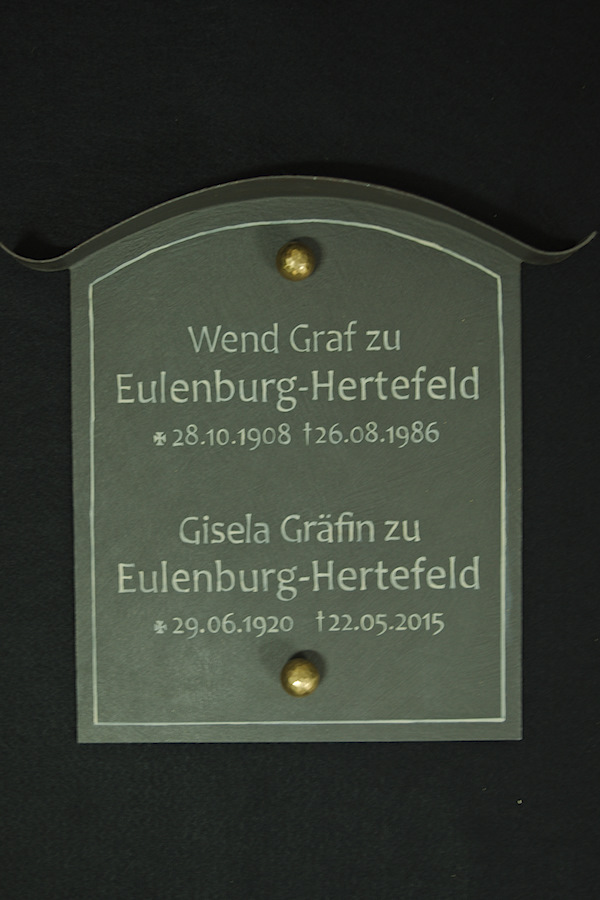 Wend Graf zu
Eulenburg-Hertefeld
✠ 28.10.1908 †26.08.1986
Gisela Gräfin zu
Eulenburg-Hertefeld
✠ 29.06.1920 †22.05.2015